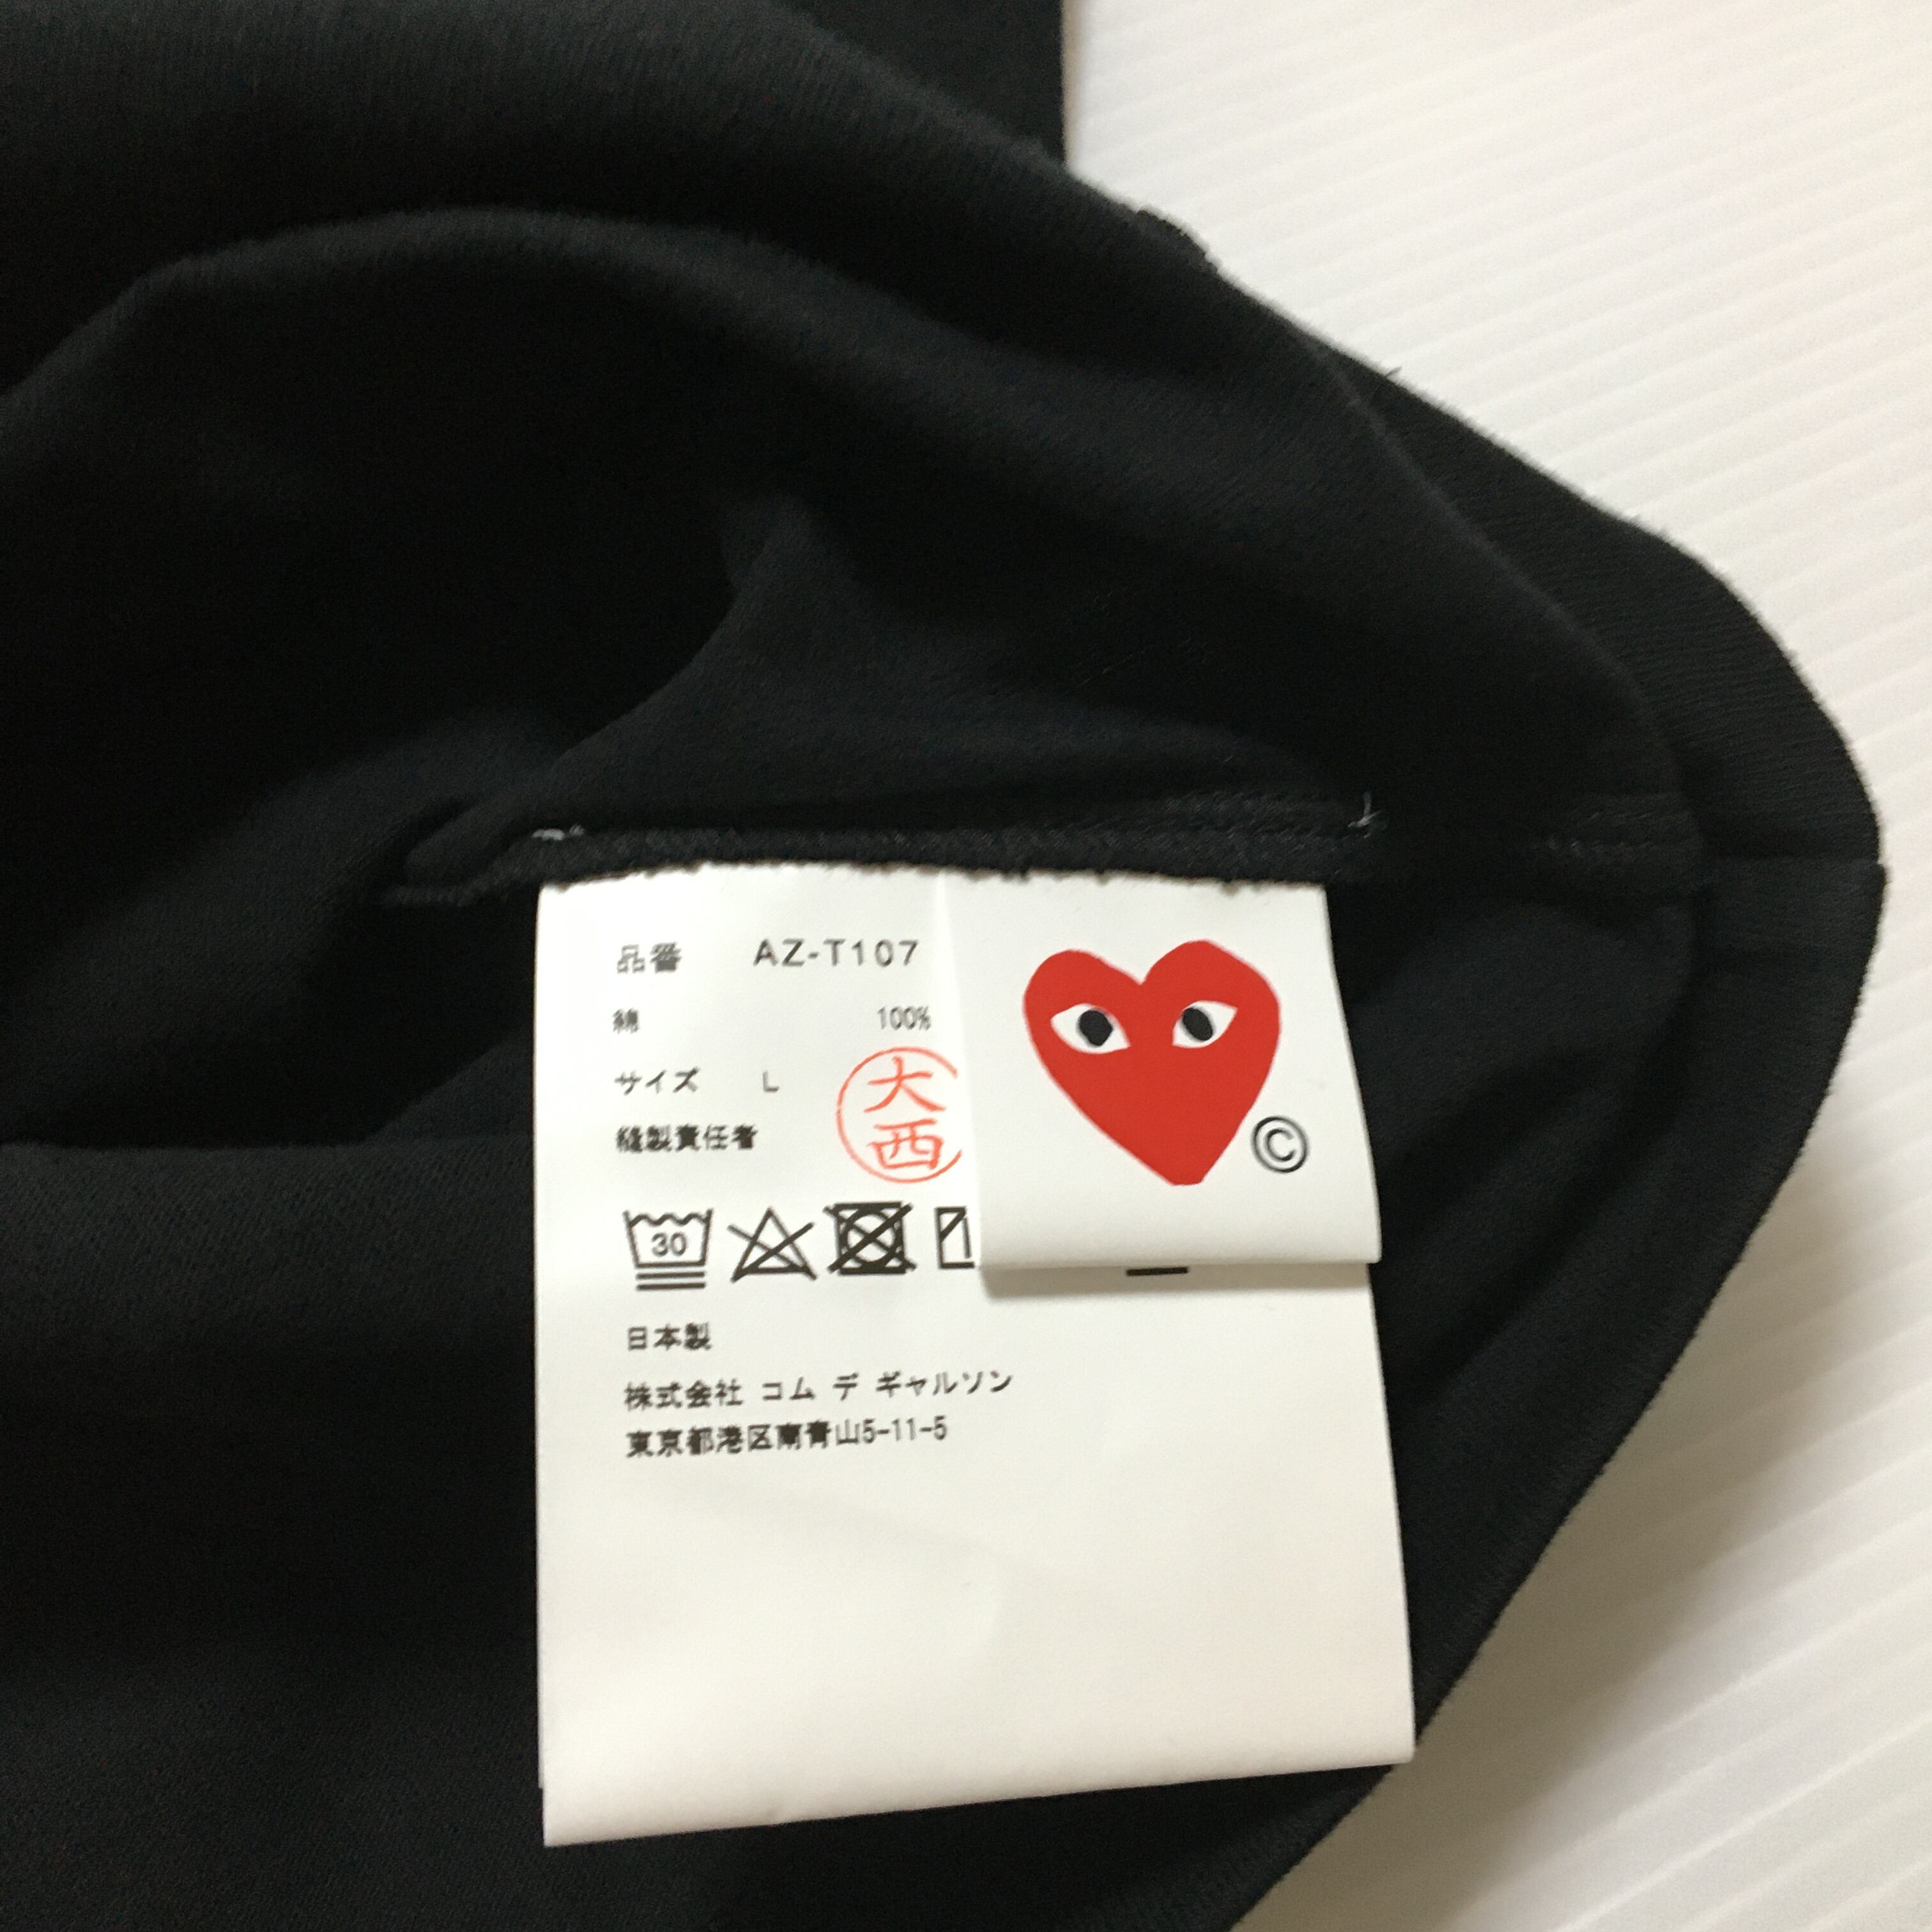 品番 AZ-T107
綿 100%
サイズ L
縫製責任者 大西
30
日本製
株式会社 コム デ ギャルソン
東京都港区南青山5-11-5
©